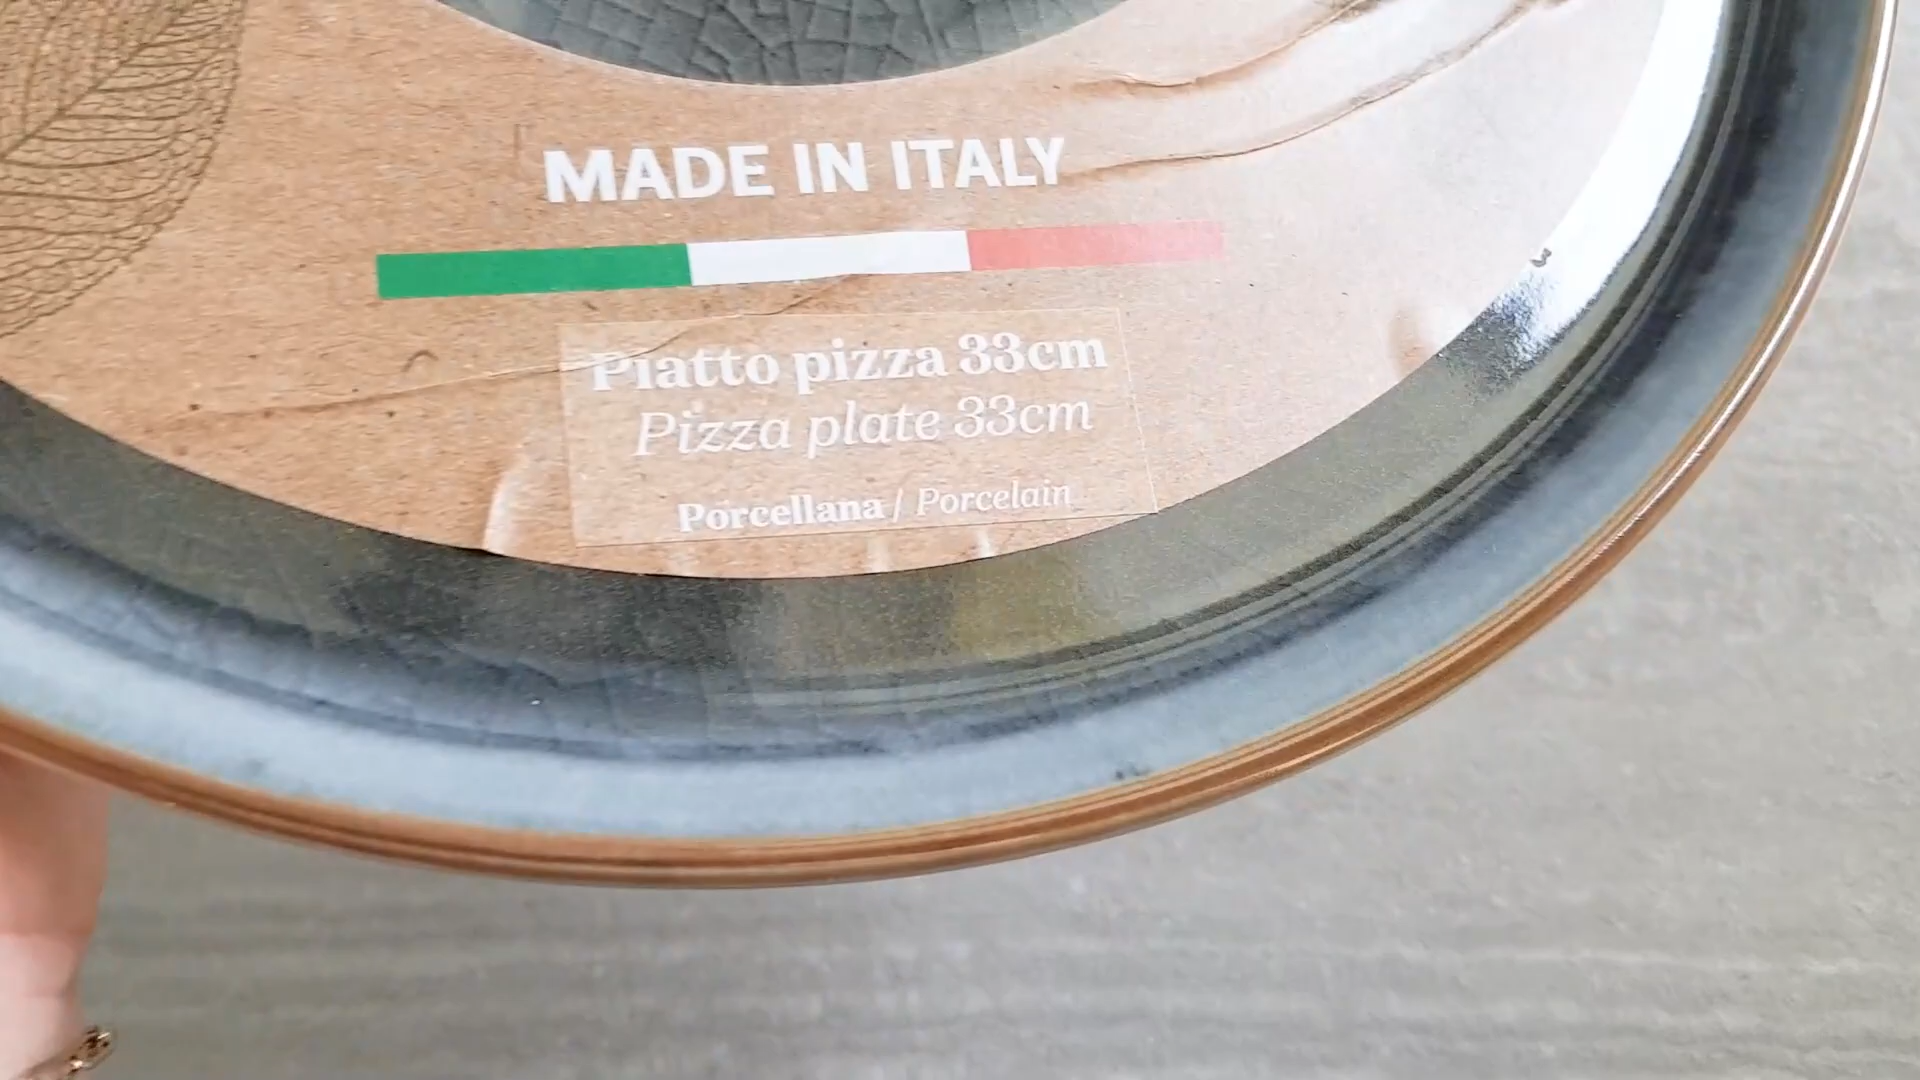 MADE IN ITALY
Piatto pizza 33cm
Pizza plate 33cm
Porcellana / Porcelain